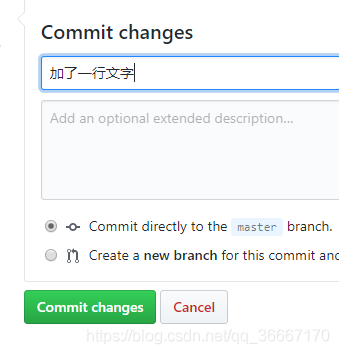 Commit changes
加了一行文字
Add an optional extended description...
Commit directly to the master branch.
Create a new branch for this commit and
Commit changes
Cancel
https://blog.csdn.net/qq_36667170